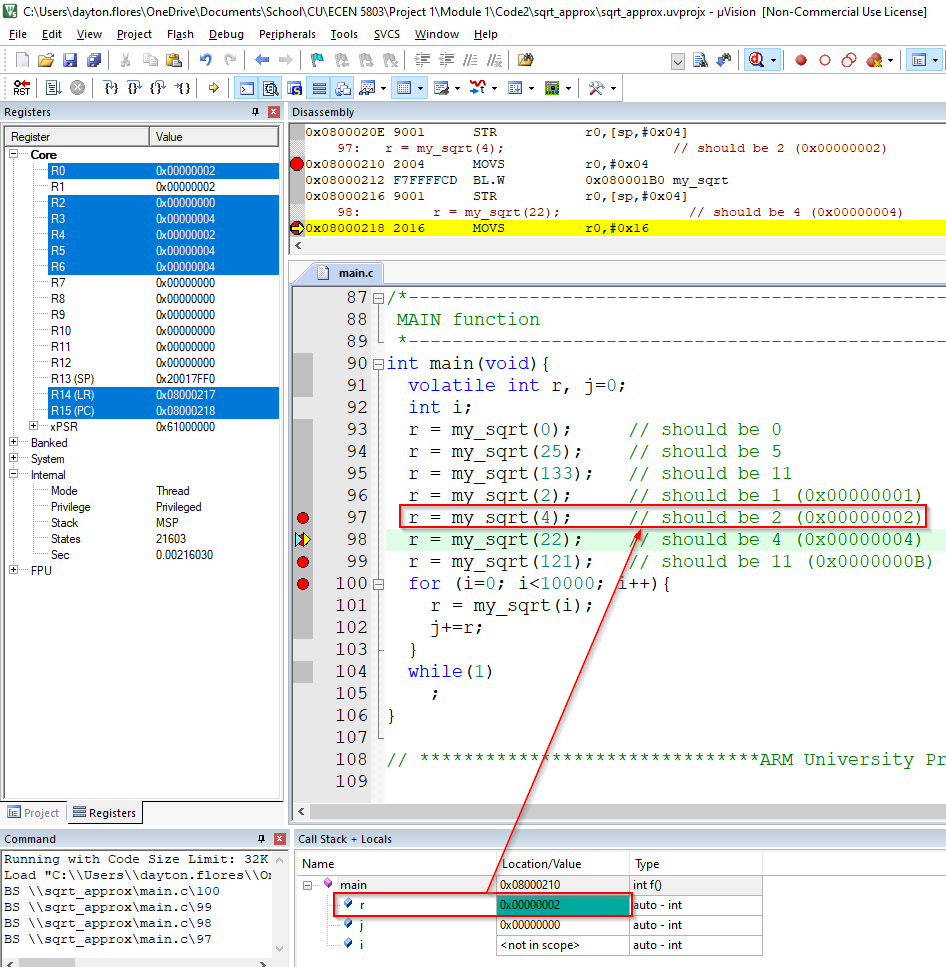 C:\Users\dayton.flores\OneDrive\Documents\School\CU\ECEN 5803\Project 1\Module 1\Code2\sqrt_approx\sqrt_approx.uvprojx - µVision [Non-Commercial Use License]
File Edit View Project Flash Debug Peripherals Tools SVCS Window Help
RST
Registers
Register Value
Core
R0 0x00000002
R1 0x00000002
R2 0x00000000
R3 0x00000004
R4 0x00000002
R5 0x00000004
R6 0x00000004
R7 0x00000000
R8 0x00000000
R9 0x00000000
R10 0x00000000
R11 0x00000000
R12 0x00000000
R13 (SP) 0x20017FF0
R14 (LR) 0x08000217
R15 (PC) 0x08000218
xPSR 0x61000000
Banked
System
Internal
Mode Thread
Privilege Privileged
Stack MSP
States 21603
Sec 0.00216030
FPU
Project Registers
Disassembly
0x0800020E 9001 STR r0,[sp,#0x04]
97: r = my_sqrt(4); // should be 2 (0x00000002)
0x08000210 2004 MOVS r0,#0x04
0x08000212 F7FFFFCD BL.W 0x080001B0 my_sqrt
0x08000216 9001 STR r0,[sp,#0x04]
98: r = my_sqrt(22); // should be 4 (0x00000004)
0x08000218 2016 MOVS r0,#0x16
main.c
87 /*--------------------------------------------------
88 MAIN function
89 *--------------------------------------------------
90 int main(void){
91 volatile int r, j=0;
92 int i;
93 r = my_sqrt(0); // should be 0
94 r = my_sqrt(25); // should be 5
95 r = my_sqrt(133); // should be 11
96 r = my_sqrt(2); // should be 1 (0x00000001)
97 r = my_sqrt(4); // should be 2 (0x00000002)
98 r = my_sqrt(22); // should be 4 (0x00000004)
99 r = my_sqrt(121); // should be 11 (0x0000000B)
100 for (i=0; i<10000; i++){
101 r = my_sqrt(i);
102 j+=r;
103 }
104 while(1)
105 ;
106 }
107
108 // *******************************ARM University Pr
109
Command
Running with Code Size Limit: 32K
Load "C:\\Users\\dayton.flores\\On
BS \\sqrt_approx\main.c\100
BS \\sqrt_approx\main.c\99
BS \\sqrt_approx\main.c\98
BS \\sqrt_approx\main.c\97
Call Stack + Locals
Name Location/Value Type
main 0x08000210 int f()
r 0x00000002 auto - int
j 0x00000000 auto - int
i <not in scope> auto - int